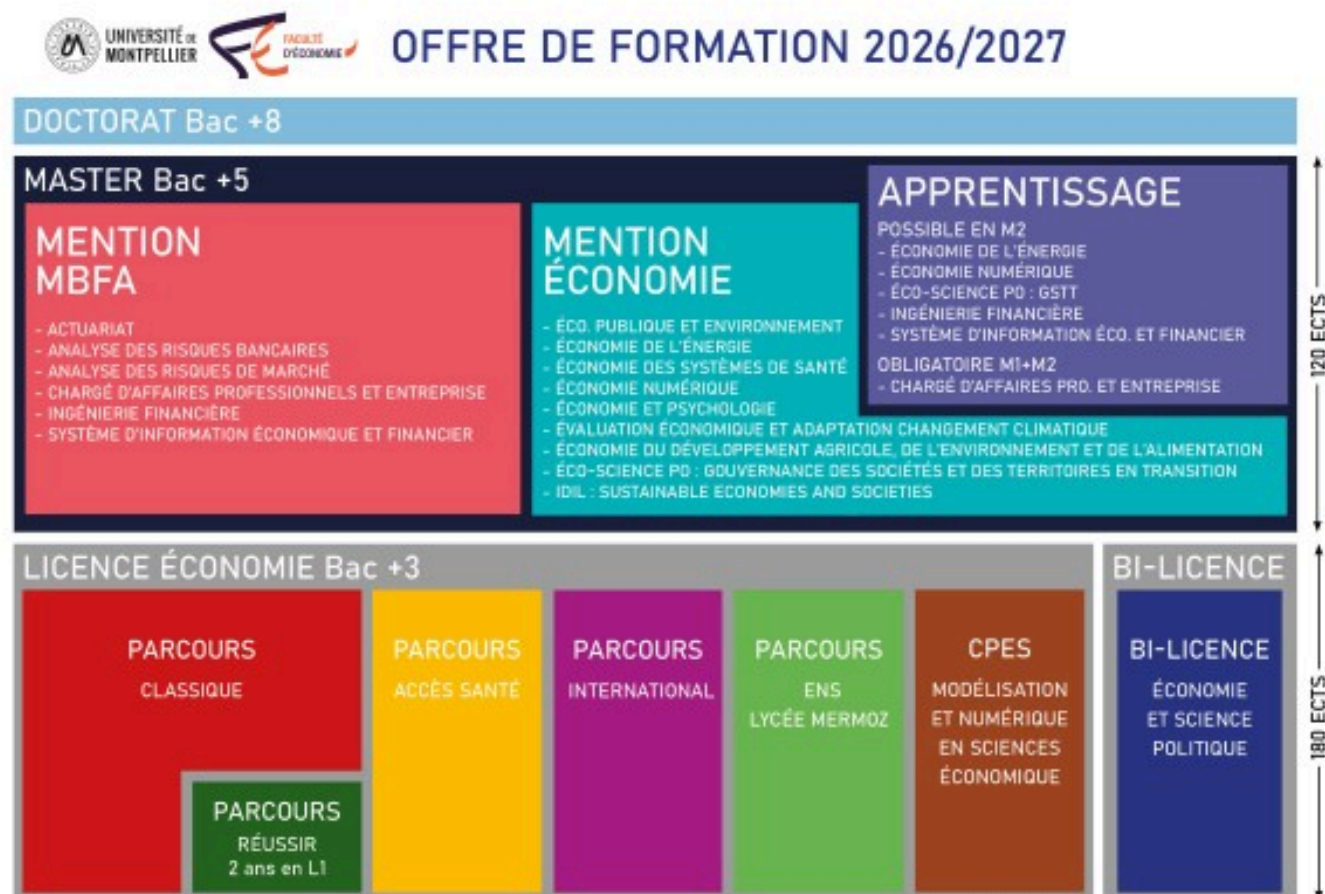 UNIVERSITÉ DE
MONTPELLIER
FACULTÉ
D'ÉCONOMIE
OFFRE DE FORMATION 2026/2027
DOCTORAT Bac +8
MASTER Bac +5
MENTION
MBFA
- ACTUARIAT
- ANALYSE DES RISQUES BANCAIRES
- ANALYSE DES RISQUES DE MARCHÉ
- CHARGÉ D'AFFAIRES PROFESSIONNELS ET ENTREPRISE
- INGÉNIERIE FINANCIÈRE
- SYSTÈME D'INFORMATION ÉCONOMIQUE ET FINANCIER
MENTION
ÉCONOMIE
- ÉCO. PUBLIQUE ET ENVIRONNEMENT
- ÉCONOMIE DE L'ÉNERGIE
- ÉCONOMIE DES SYSTÈMES DE SANTÉ
- ÉCONOMIE NUMÉRIQUE
- ÉCONOMIE ET PSYCHOLOGIE
- ÉVALUATION ÉCONOMIQUE ET ADAPTATION CHANGEMENT CLIMATIQUE
- ÉCONOMIE DU DÉVELOPPEMENT AGRICOLE, DE L'ENVIRONNEMENT ET DE L'ALIMENTATION
- ÉCO-SCIENCE PO : GOUVERNANCE DES SOCIÉTÉS ET DES TERRITOIRES EN TRANSITION
- IDIL : SUSTAINABLE ECONOMIES AND SOCIETIES
APPRENTISSAGE
POSSIBLE EN M2
- ÉCONOMIE DE L'ÉNERGIE
- ÉCONOMIE NUMÉRIQUE
- ÉCO-SCIENCE PO : GSTT
- INGÉNIERIE FINANCIÈRE
- SYSTÈME D'INFORMATION ÉCO. ET FINANCIER
OBLIGATOIRE M1+M2
- CHARGÉ D'AFFAIRES PRO. ET ENTREPRISE
120 ECTS
LICENCE ÉCONOMIE Bac +3
PARCOURS
CLASSIQUE
PARCOURS
RÉUSSIR
2 ans en L1
PARCOURS
ACCÈS SANTÉ
PARCOURS
INTERNATIONAL
PARCOURS
ENS
LYCÉE MERMOZ
CPES
MODÉLISATION
ET NUMÉRIQUE
EN SCIENCES
ÉCONOMIQUE
BI-LICENCE
BI-LICENCE
ÉCONOMIE
ET SCIENCE
POLITIQUE
180 ECTS